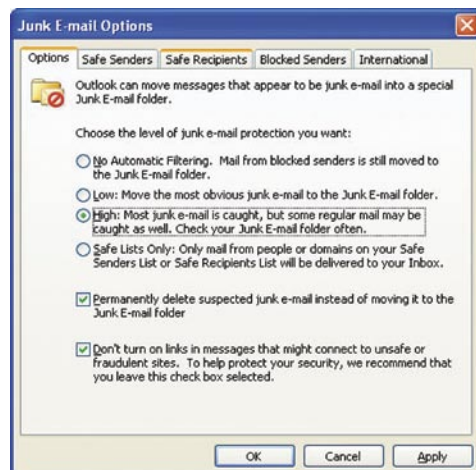 Junk E-mail Options
Options Safe Senders Safe Recipients Blocked Senders International
Outlook can move messages that appear to be junk e-mail into a special
Junk E-mail folder.
Choose the level of junk e-mail protection you want:
No Automatic Filtering. Mail from blocked senders is still moved to
the Junk E-mail folder.
Low: Move the most obvious junk e-mail to the Junk E-mail folder.
High: Most junk e-mail is caught, but some regular mail may be
caught as well. Check your Junk E-mail folder often.
Safe Lists Only: Only mail from people or domains on your Safe
Senders List or Safe Recipients List will be delivered to your Inbox.
Permanently delete suspected junk e-mail instead of moving it to the
Junk E-mail folder
Don't turn on links in messages that might connect to unsafe or
fraudulent sites. To help protect your security, we recommend that
you leave this check box selected.
OK Cancel Apply